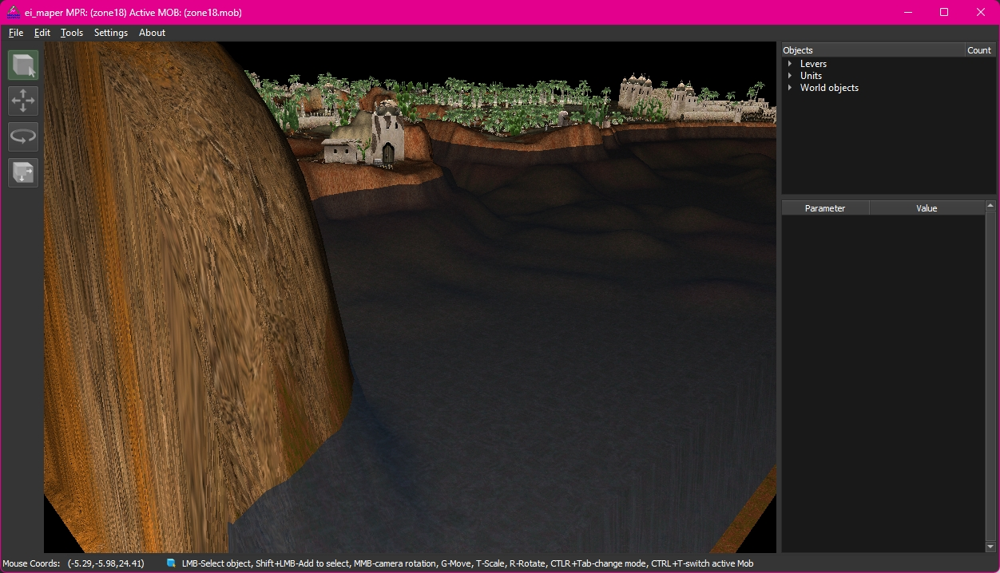 ei_maper MPR: (zone18) Active MOB: (zone18.mob)
File Edit Tools Settings About
Objects Count
Levers
Units
World objects
Parameter Value
Mouse Coords: (-5.29,-5.98,24.41) LMB-Select object, Shift+LMB-Add to select, MMB-camera rotation, G-Move, T-Scale, R-Rotate, CTLR+Tab-change mode, CTRL+T-switch active Mob